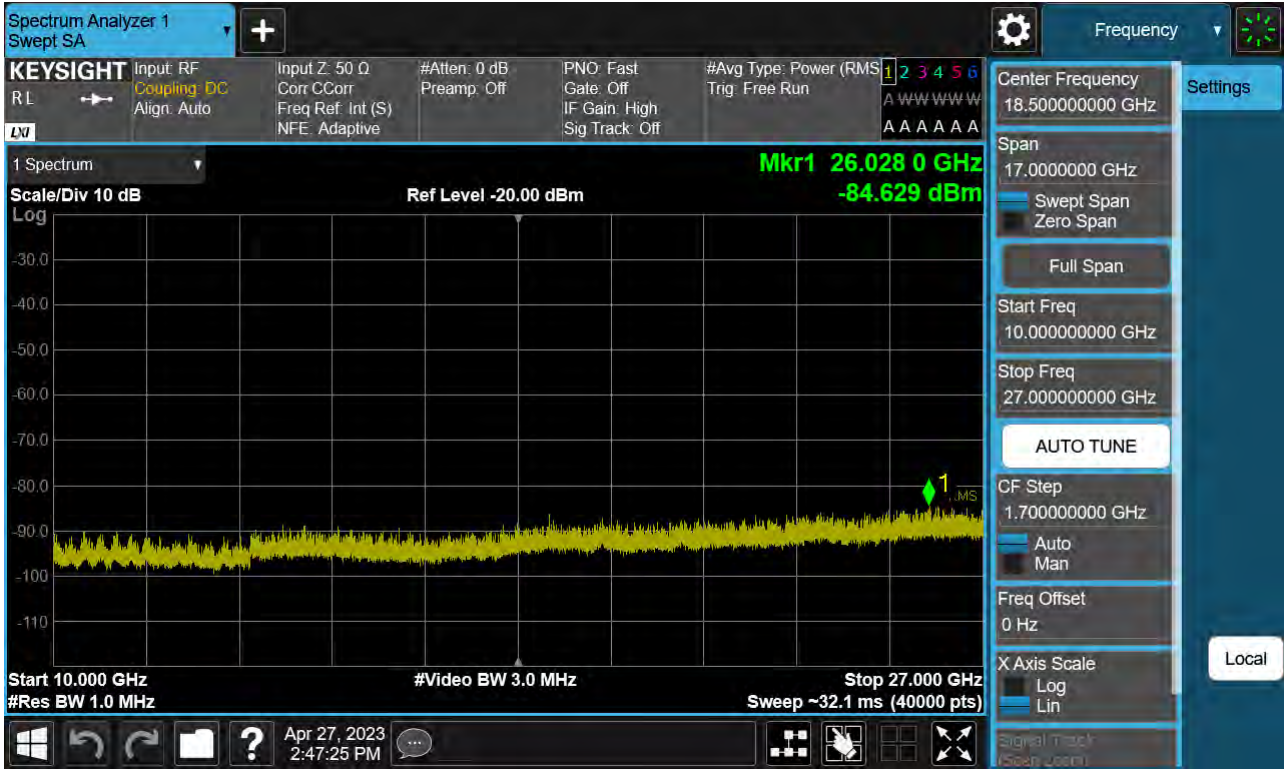 Spectrum Analyzer 1
Swept SA
+
Frequency
KEYSIGHT
RL
LXI
Input: RF
Coupling: DC
Align: Auto
Input Z: 50 Ω
Corr CCorr
Freq Ref: Int (S)
NFE: Adaptive
#Atten: 0 dB
Preamp: Off
PNO: Fast
Gate: Off
IF Gain: High
Sig Track: Off
#Avg Type: Power (RMS
Trig: Free Run
1 2 3 4 5 6
A W W W W W
A A A A A A
1 Spectrum
Scale/Div 10 dB
Ref Level -20.00 dBm
Mkr1 26.028 0 GHz
-84.629 dBm
Log
-30.0
-40.0
-50.0
-60.0
-70.0
-80.0
-90.0
-100
-110
1
Start 10.000 GHz
#Video BW 3.0 MHz
Stop 27.000 GHz
#Res BW 1.0 MHz
Sweep ~32.1 ms (40000 pts)
?
Apr 27, 2023
2:47:25 PM
Center Frequency
18.500000000 GHz
Span
17.0000000 GHz
Swept Span
Zero Span
Full Span
Start Freq
10.000000000 GHz
Stop Freq
27.000000000 GHz
AUTO TUNE
CF Step
1.700000000 GHz
Auto
Man
Freq Offset
0 Hz
X Axis Scale
Log
Lin
Signal Track
(Span Zoom)
Settings
Local